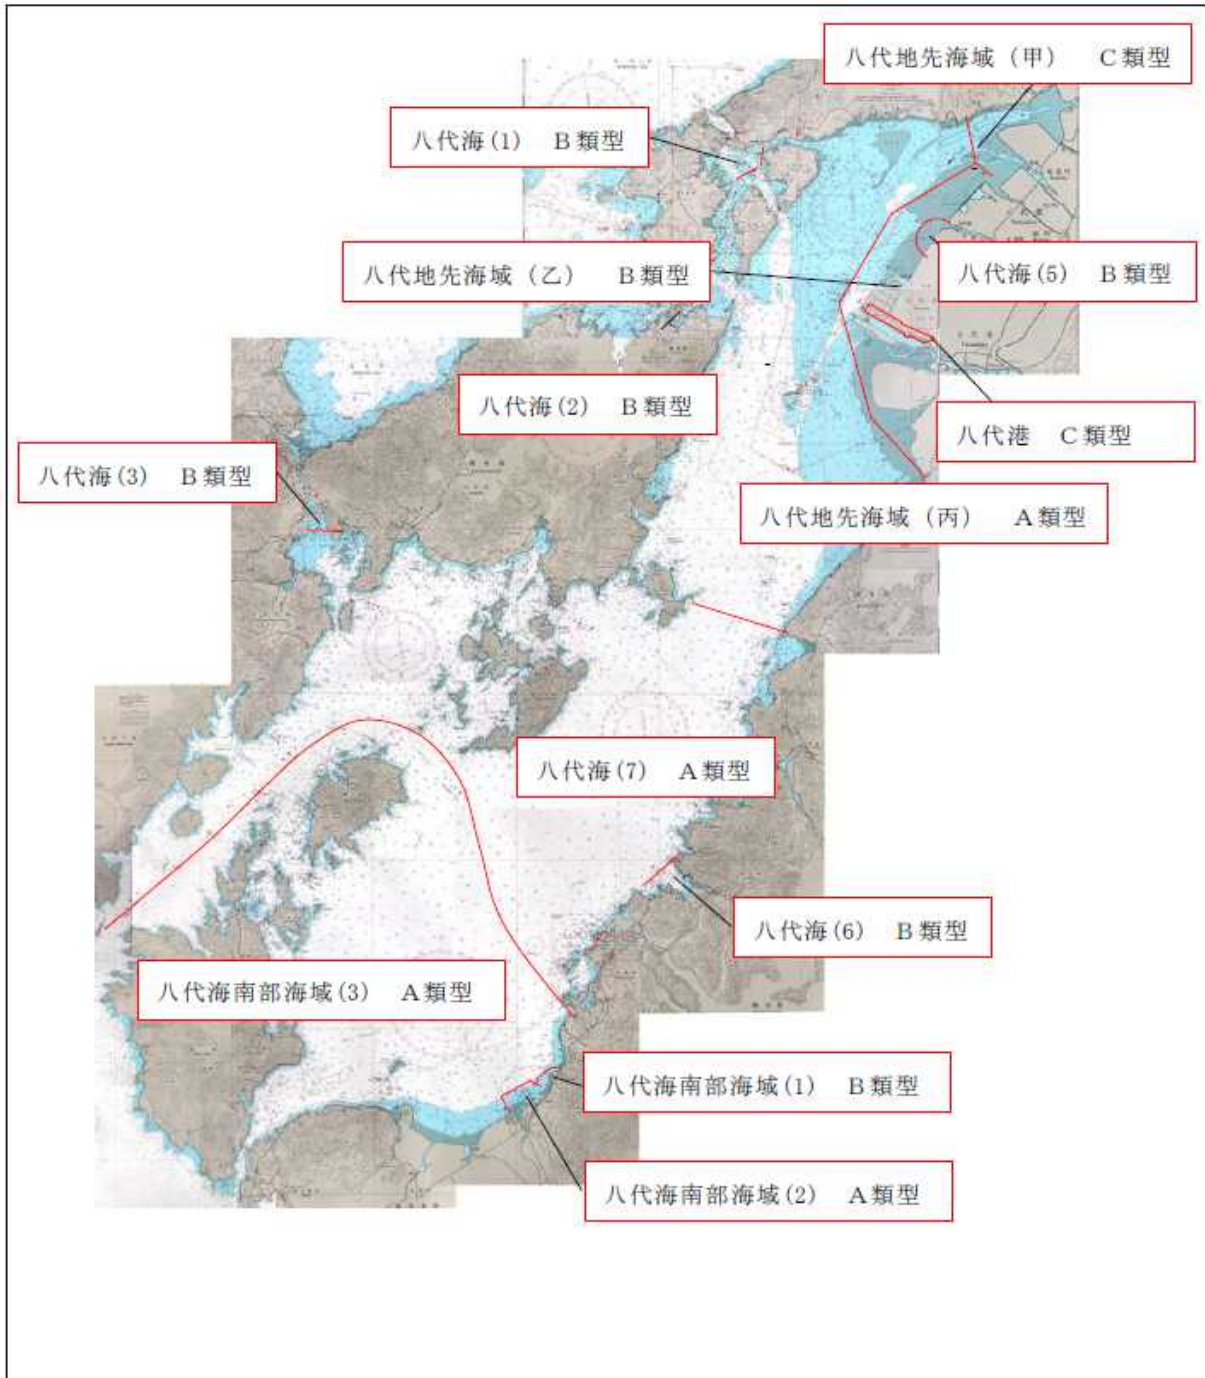 八代地先海域（甲）　C類型
八代海(1)　B類型
八代地先海域（乙）　B類型
八代海(5)　B類型
八代海(2)　B類型
八代港　C類型
八代海(3)　B類型
八代地先海域（丙）　A類型
八代海(7)　A類型
八代海(6)　B類型
八代海南部海域(3)　A類型
八代海南部海域(1)　B類型
八代海南部海域(2)　A類型